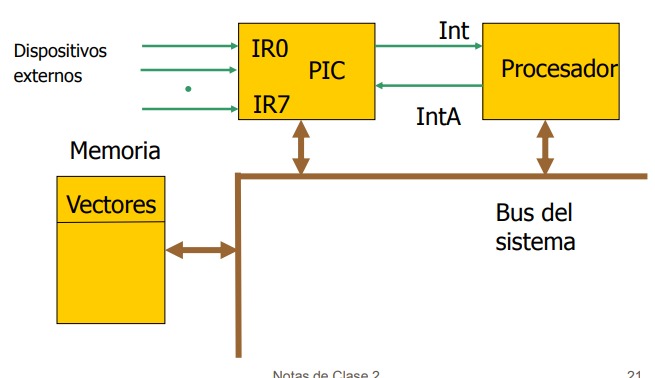 Dispositivos
externos
IR0
PIC
IR7
Int
IntA
Procesador
Memoria
Vectores
Bus del
sistema
Notas de Clase 2
21